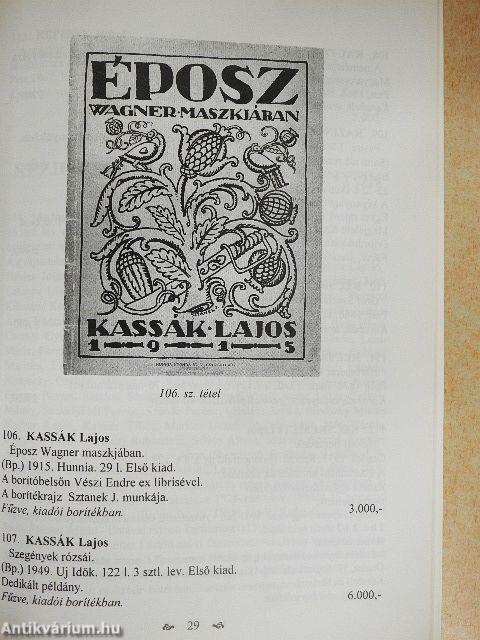 ÉPOSZ
WAGNER·MASZKJÁBAN
KASSÁK·LAJOS
1915
106. sz. tétel
106. KASSÁK Lajos
Éposz Wagner maszkjában.
(Bp.) 1915. Hunnia. 29 l. Első kiad.
A borítóbelsőn Vészi Endre ex librisével.
A borítékrajz Sztanek J. munkája.
Fűzve, kiadói borítékban. 3.000,-
107. KASSÁK Lajos
Szegények rózsái.
(Bp.) 1949. Uj Idők. 122 l. 3 sztl. lev. Első kiad.
Dedikált példány.
Fűzve, kiadói borítékban. 6.000,-
29
Antikvárium.hu